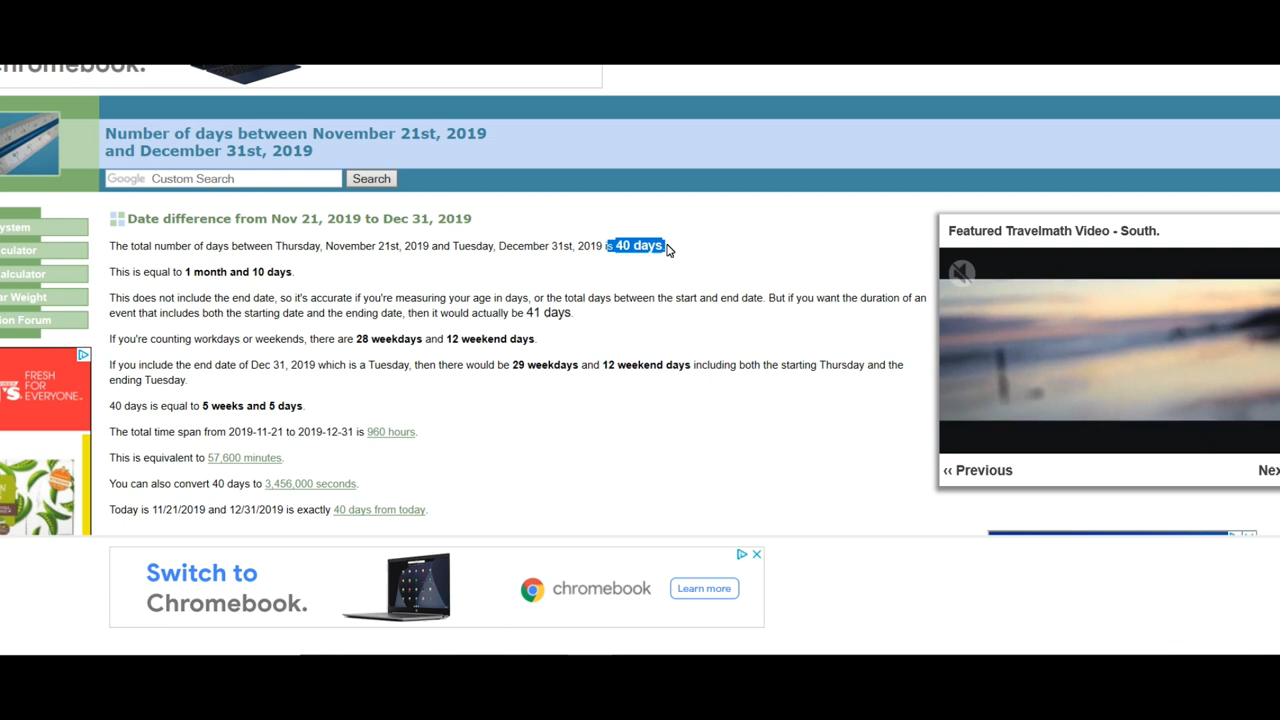 Chromebook.
Number of days between November 21st, 2019
and December 31st, 2019
Google Custom Search
Search
Date difference from Nov 21, 2019 to Dec 31, 2019
The total number of days between Thursday, November 21st, 2019 and Tuesday, December 31st, 2019 is 40 days.
This is equal to 1 month and 10 days.
This does not include the end date, so it's accurate if you're measuring your age in days, or the total days between the start and end date. But if you want the duration of an
event that includes both the starting date and the ending date, then it would actually be 41 days.
If you're counting workdays or weekends, there are 28 weekdays and 12 weekend days.
If you include the end date of Dec 31, 2019 which is a Tuesday, then there would be 29 weekdays and 12 weekend days including both the starting Thursday and the
ending Tuesday.
40 days is equal to 5 weeks and 5 days.
The total time span from 2019-11-21 to 2019-12-31 is 960 hours.
This is equivalent to 57,600 minutes.
You can also convert 40 days to 3,456,000 seconds.
Today is 11/21/2019 and 12/31/2019 is exactly 40 days from today.
ystem
culator
alculator
ar Weight
ion Forum
FRESH
FOR
EVERYONE.
Featured Travelmath Video - South.
‹‹ Previous
Nex
Switch to
Chromebook.
chromebook
Learn more